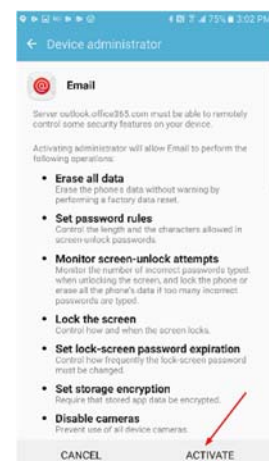 75% 3:02 PM
Device administrator
Email
Server outlook.office365.com must be able to remotely
control some security features on your device.
Activating administrator will allow Email to perform the
following operations:
• Erase all data
Erase the phone's data without warning by
performing a factory data reset.
• Set password rules
Control the length and the characters allowed in
screen-unlock passwords.
• Monitor screen-unlock attempts
Monitor the number of incorrect passwords typed,
when unlocking the screen, and lock the phone or
erase all the phone's data if too many incorrect
passwords are typed.
• Lock the screen
Control how and when the screen locks.
• Set lock-screen password expiration
Control how frequently the lock-screen password
must be changed.
• Set storage encryption
Require that stored app data be encrypted.
• Disable cameras
Prevent use of all device cameras.
CANCEL ACTIVATE